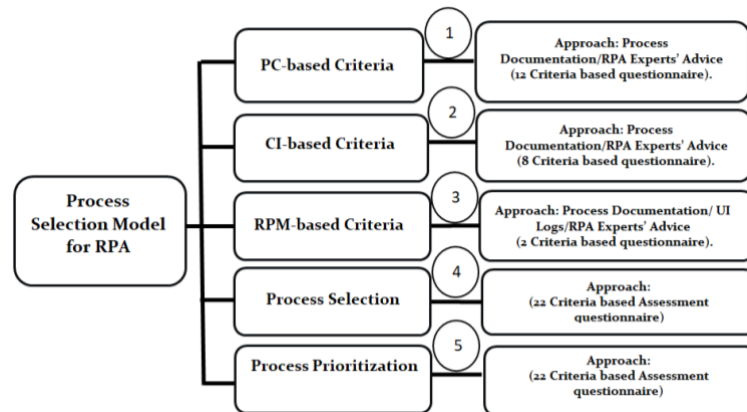 Process
Selection Model
for RPA
PC-based Criteria
1
Approach: Process
Documentation/RPA Experts' Advice
(12 Criteria based questionnaire).
CI-based Criteria
2
Approach: Process
Documentation/RPA Experts' Advice
(8 Criteria based questionnaire).
RPM-based Criteria
3
Approach: Process Documentation/ UI
Logs/RPA Experts' Advice
(2 Criteria based questionnaire).
Process Selection
4
Approach:
(22 Criteria based Assessment
questionnaire)
Process Prioritization
5
Approach:
(22 Criteria based Assessment
questionnaire)